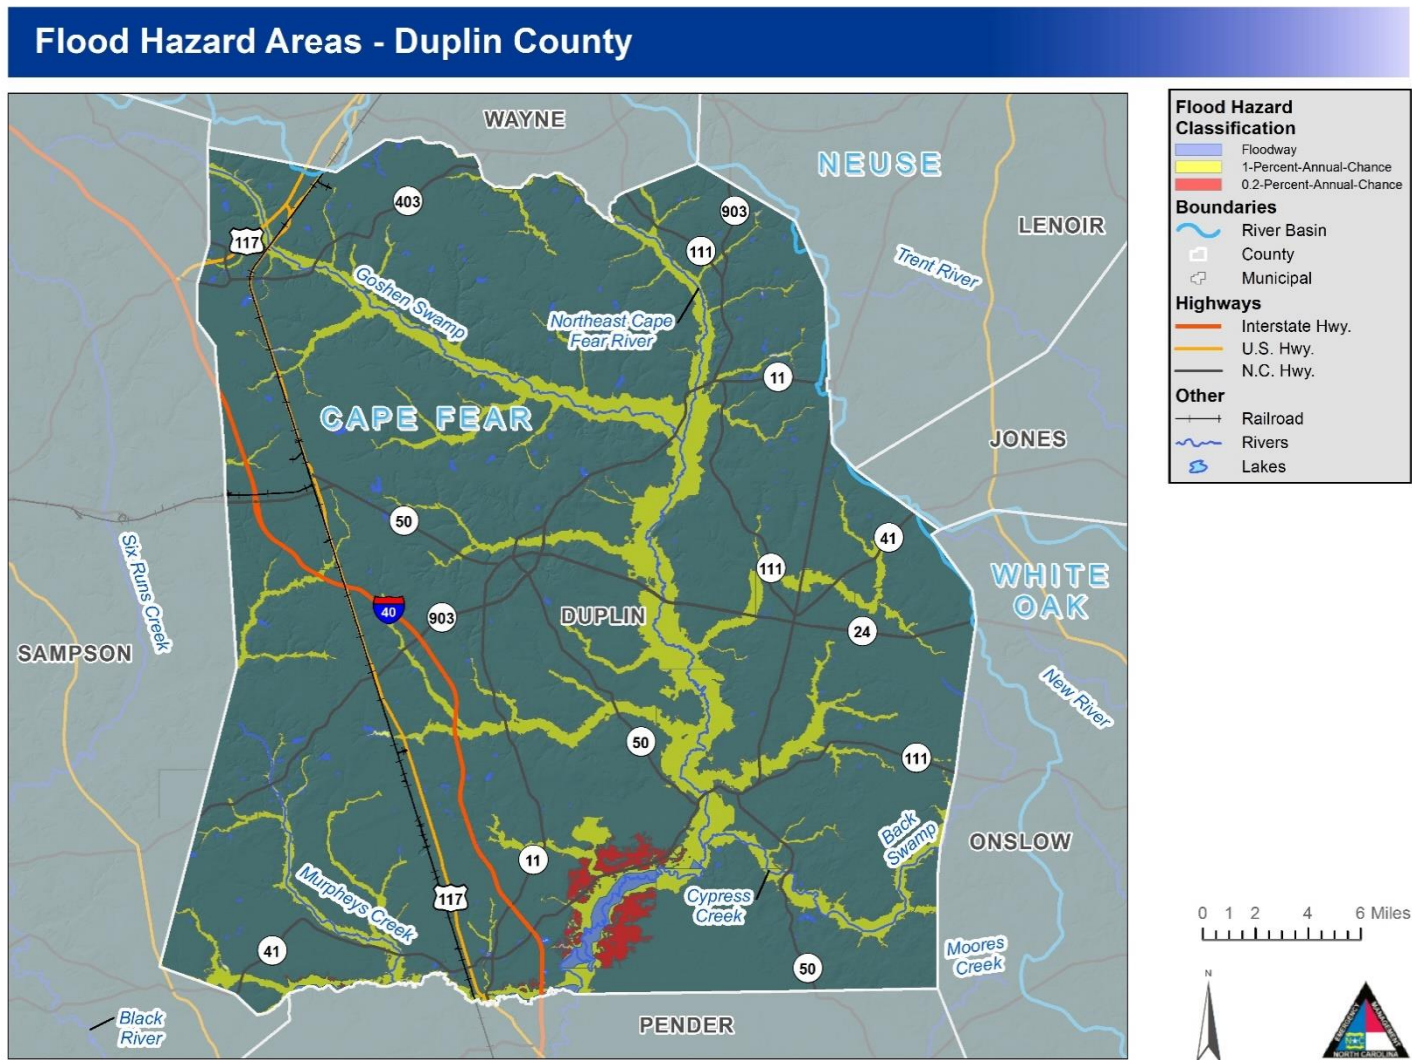 Flood Hazard Areas - Duplin County
WAYNE
NEUSE
LENOIR
403
903
117
111
Trent River
Goshen Swamp
Northeast Cape
Fear River
11
CAPE FEAR
JONES
50
41
111
Six Runs Creek
WHITE
OAK
40
903
DUPLIN
24
SAMPSON
New River
50
111
Back
Swamp
ONSLOW
11
Murpheys Creek
117
Cypress
Creek
41
50
Moores
Creek
Black
River
PENDER
Flood Hazard
Classification
Floodway
1-Percent-Annual-Chance
0.2-Percent-Annual-Chance
Boundaries
River Basin
County
Municipal
Highways
Interstate Hwy.
U.S. Hwy.
N.C. Hwy.
Other
Railroad
Rivers
Lakes
0 1 2 4 6 Miles
N
EMERGENCY
MANAGEMENT
NORTH CAROLINA